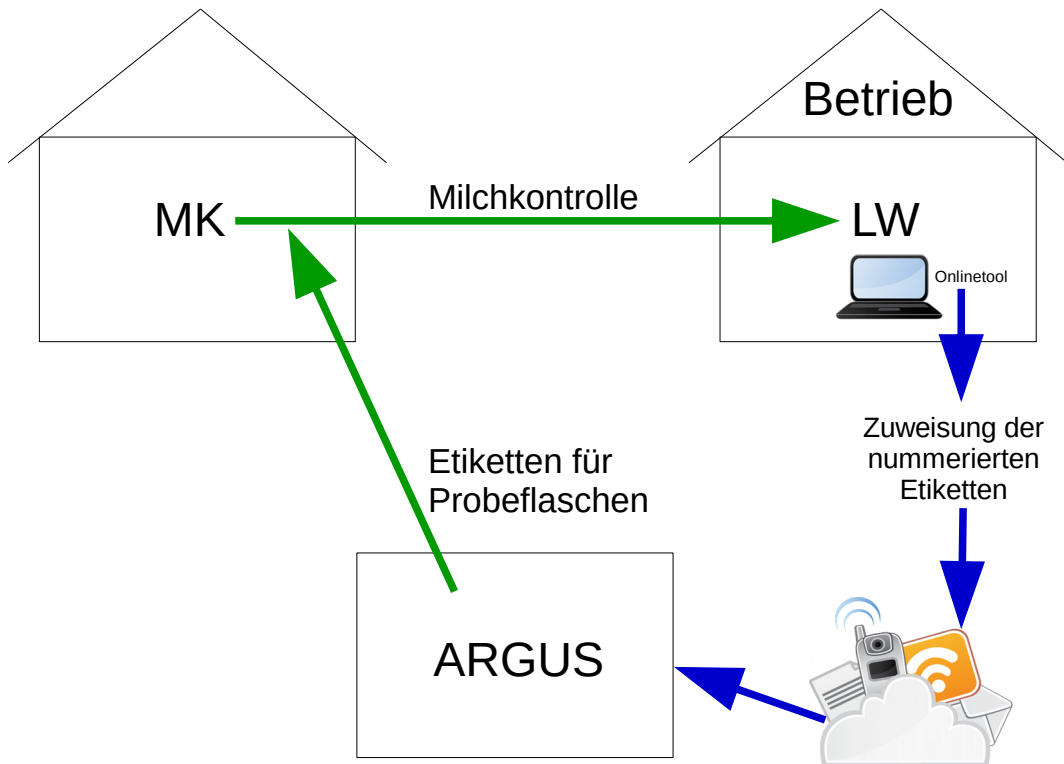 Betrieb
MK
Milchkontrolle
LW
Onlinetool
Zuweisung der
nummerierten
Etiketten
Etiketten für
Probeflaschen
ARGUS